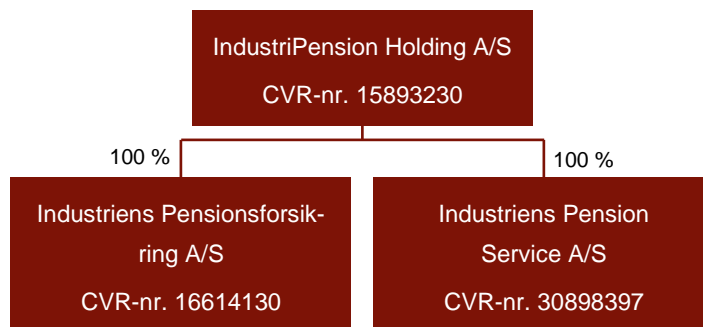 IndustriPension Holding A/S
CVR-nr. 15893230
100 %
100 %
Industriens Pensionsforsik-
ring A/S
CVR-nr. 16614130
Industriens Pension
Service A/S
CVR-nr. 30898397